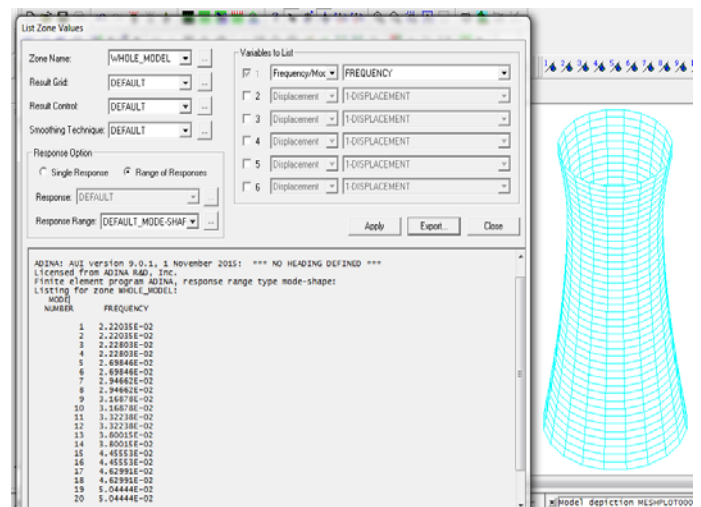 List Zone Values
Zone Name: WHOLE_MODEL ...
Result Grid: DEFAULT ...
Result Control: DEFAULT ...
Smoothing Technique: DEFAULT ...
Response Option
Single Response Range of Responses
Response: DEFAULT ...
Response Range: DEFAULT_MODE-SHAF ...
Variables to List
1 Frequency/Mod FREQUENCY
2 Displacement 1-DISPLACEMENT
3 Displacement 1-DISPLACEMENT
4 Displacement 1-DISPLACEMENT
5 Displacement 1-DISPLACEMENT
6 Displacement 1-DISPLACEMENT
Apply Export... Close
ADINA: AUI version 9.0.1, 1 November 2015: *** NO HEADING DEFINED ***
Licensed from ADINA R&D, Inc.
Finite element program ADINA, response range type mode-shape:
Listing for zone WHOLE_MODEL:
MODE
NUMBER FREQUENCY
1 2.22035E-02
2 2.22035E-02
3 2.22803E-02
4 2.22803E-02
5 2.69846E-02
6 2.69846E-02
7 2.94662E-02
8 2.94662E-02
9 3.16878E-02
10 3.16878E-02
11 3.32238E-02
12 3.32238E-02
13 3.80015E-02
14 3.80015E-02
15 4.45553E-02
16 4.45553E-02
17 4.62991E-02
18 4.62991E-02
19 5.04444E-02
20 5.04444E-02
Model depiction MESHPLOT000